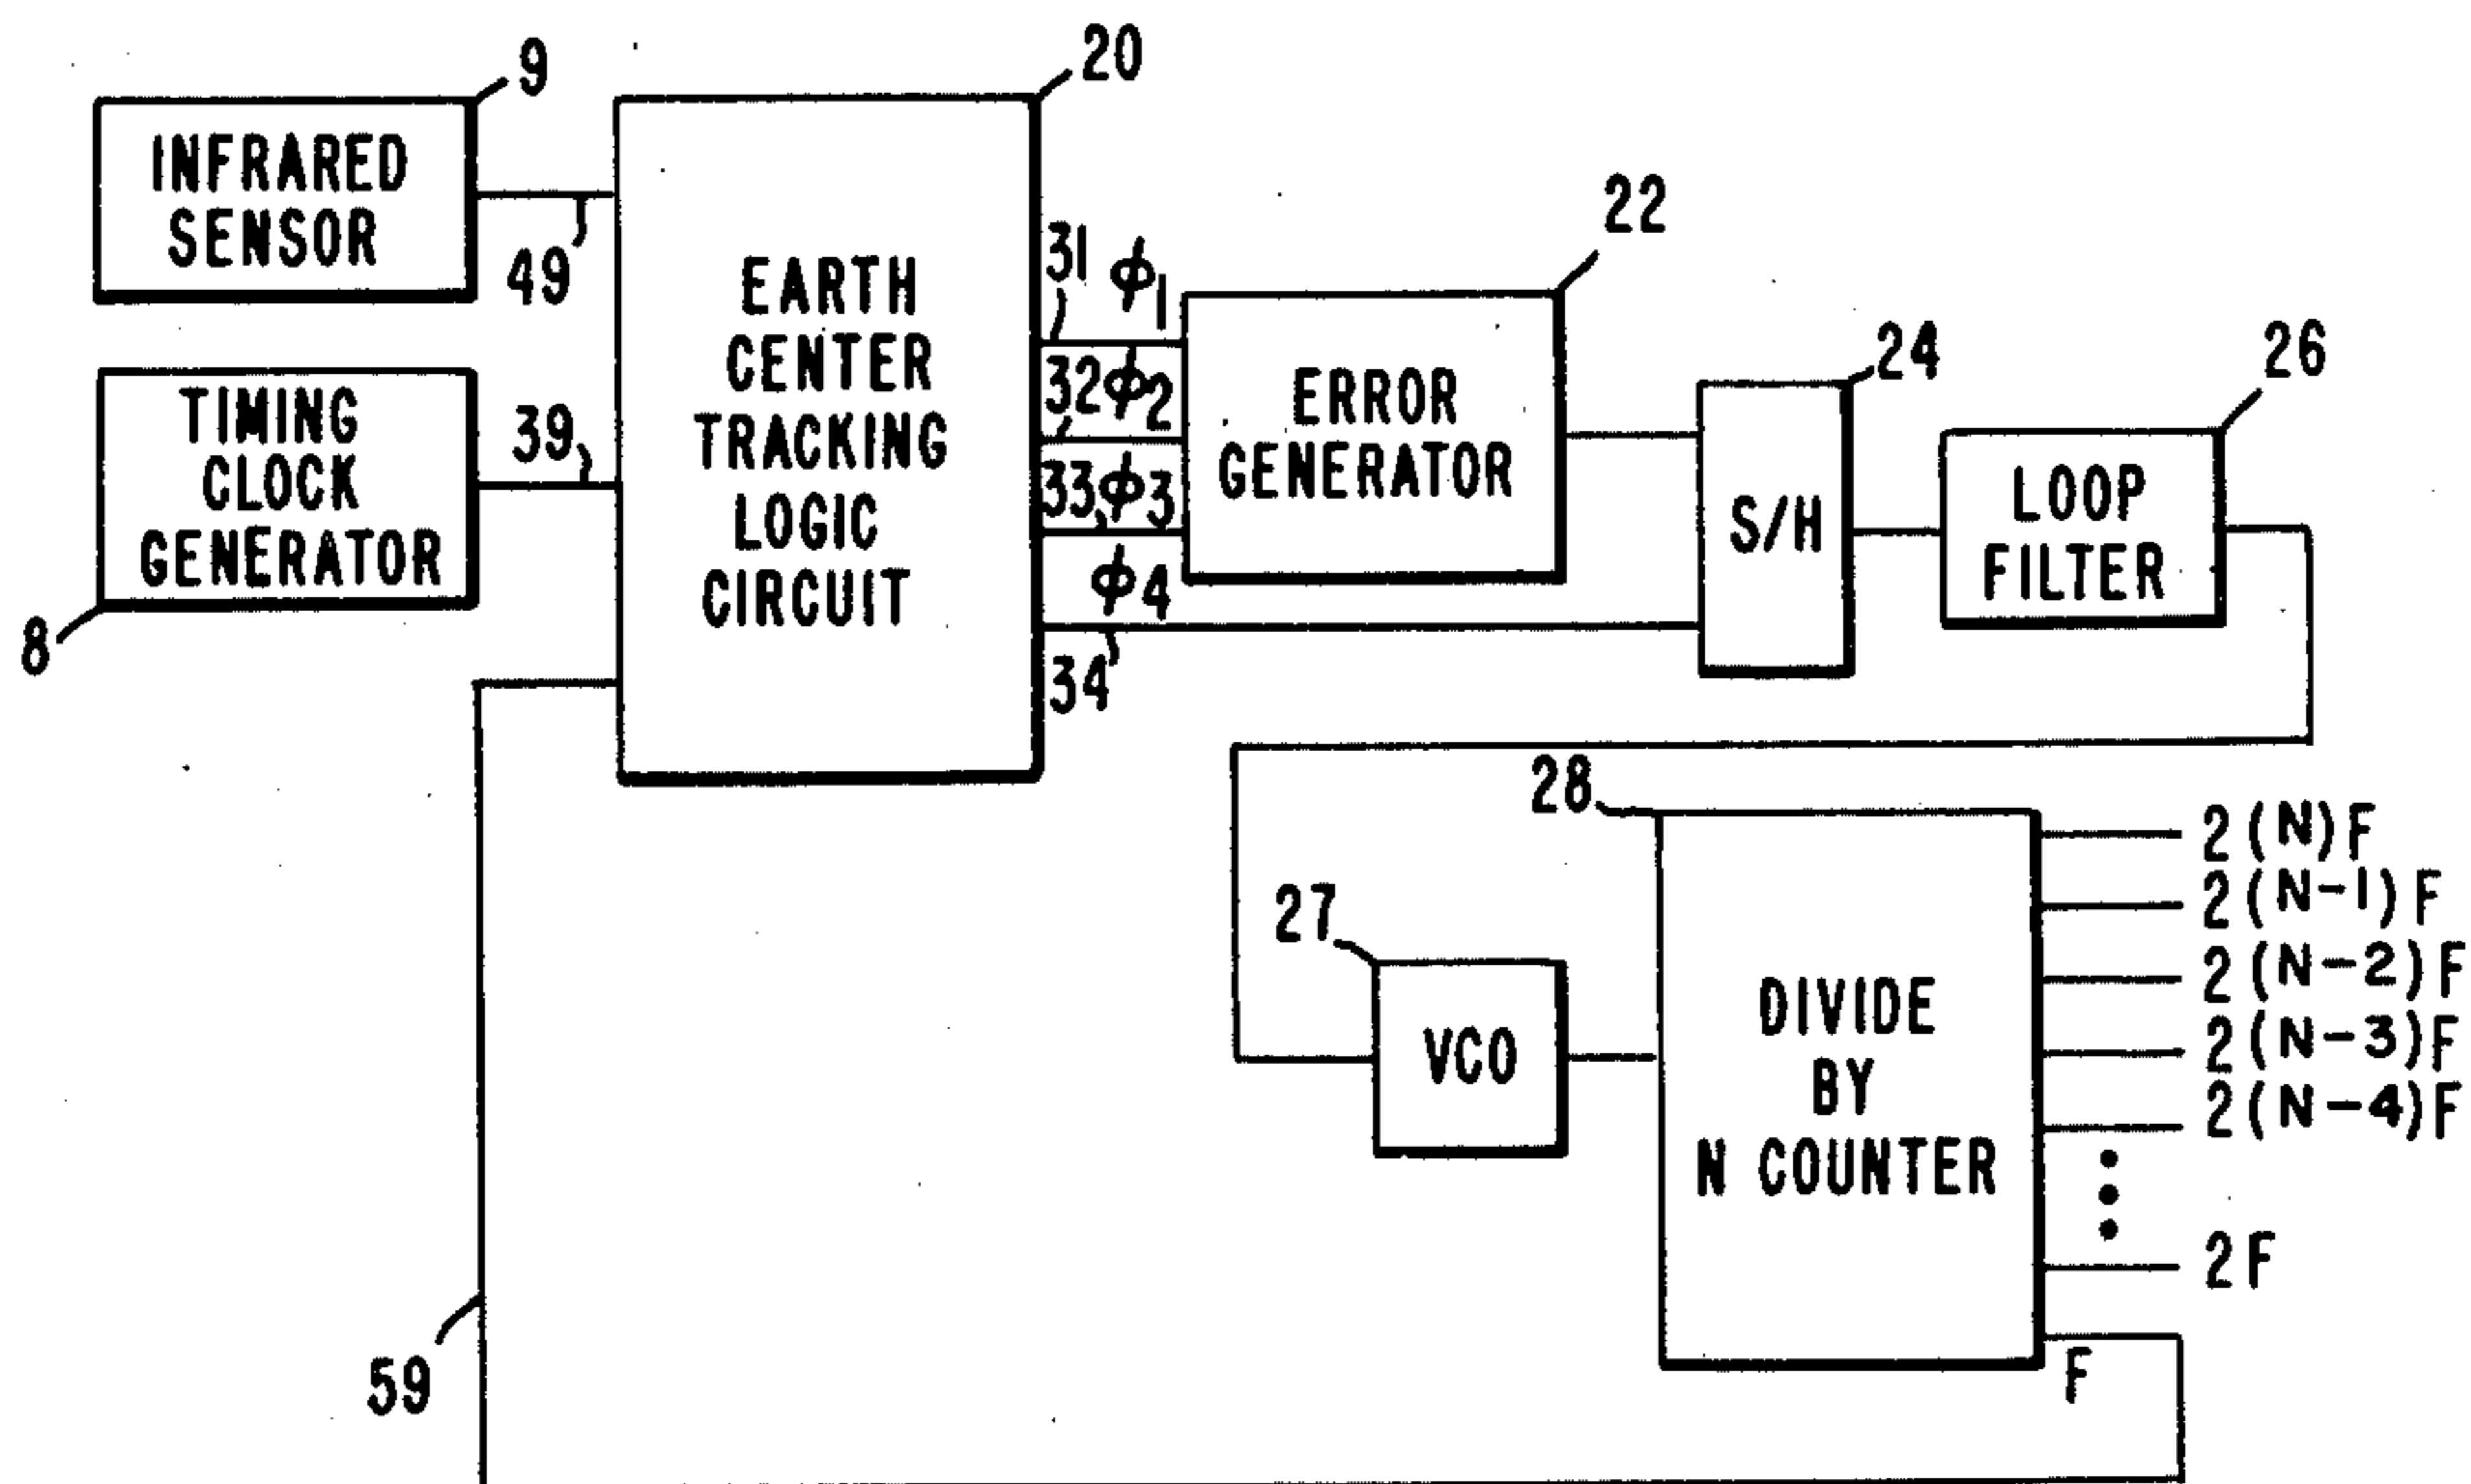 9
INFRARED
SENSOR
49
TIMING
CLOCK
GENERATOR
8
39
20
EARTH
CENTER
TRACKING
LOGIC
CIRCUIT
31 ϕ1
32 ϕ2
33 ϕ3
ϕ4
34
22
ERROR
GENERATOR
24
S/H
26
LOOP
FILTER
27
VCO
28
DIVIDE
BY
N COUNTER
2(N)F
2(N-1)F
2(N-2)F
2(N-3)F
2(N-4)F
2F
F
59